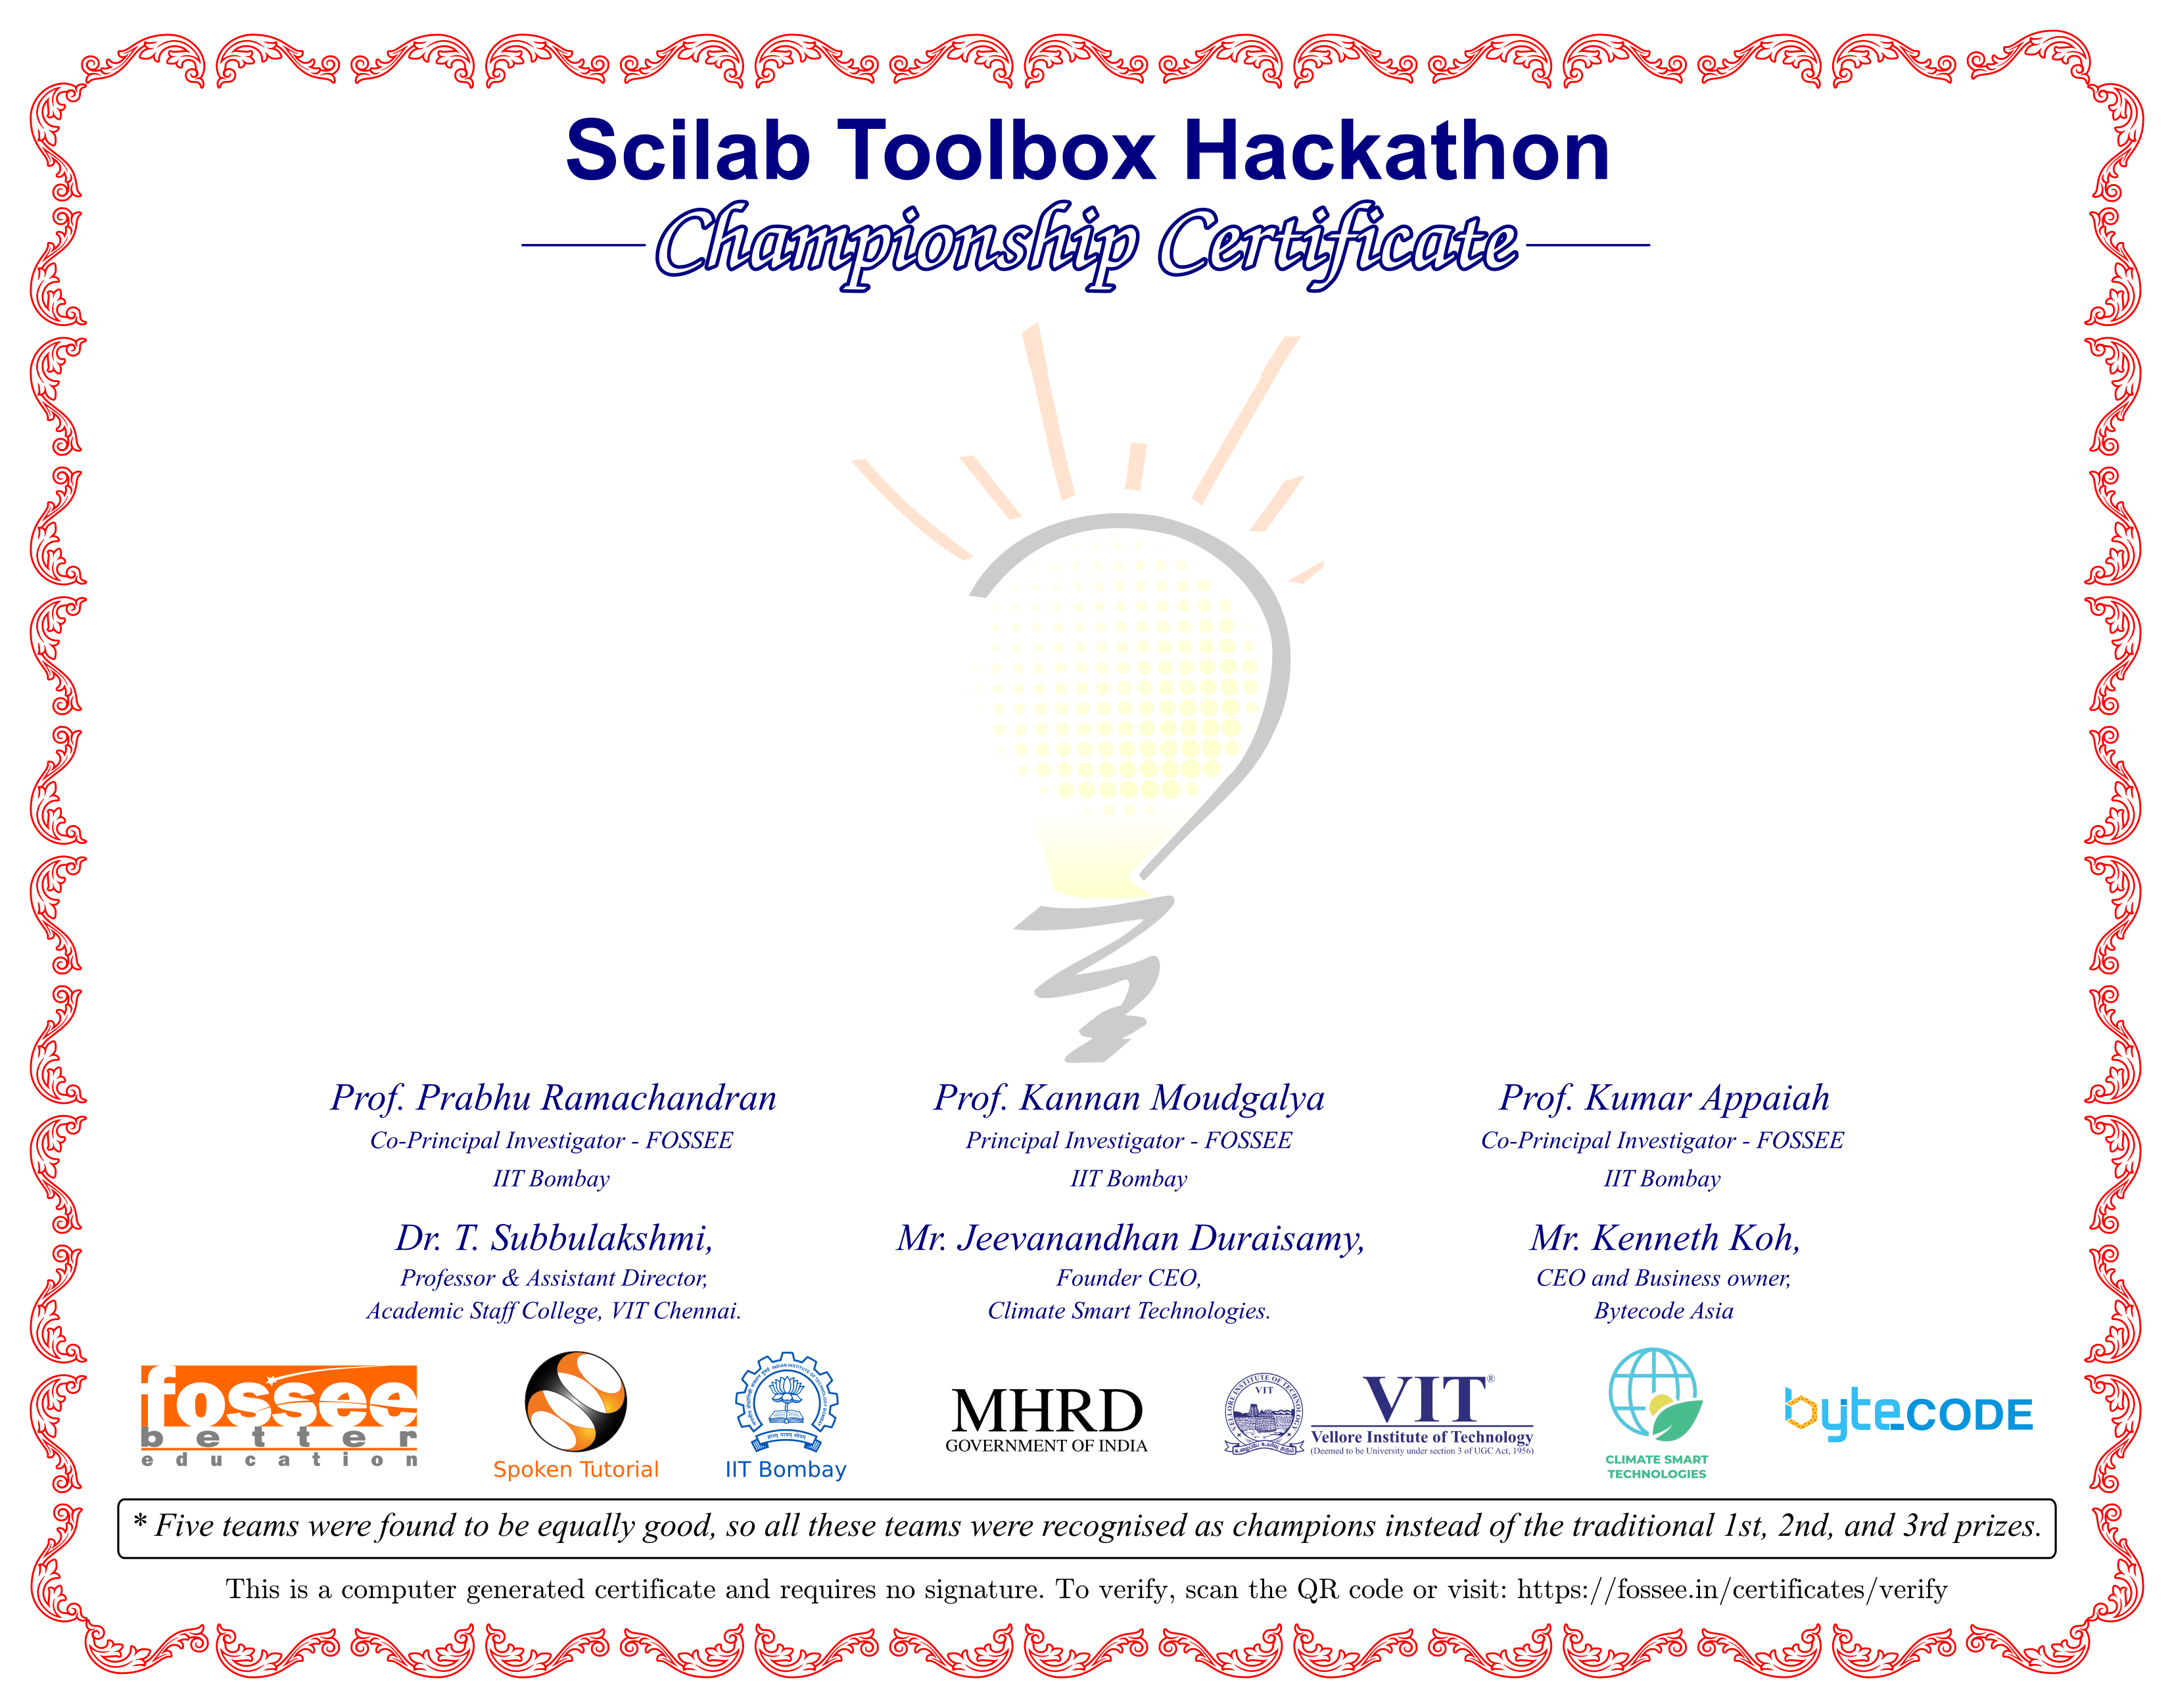 Scilab Toolbox Hackathon
Championship Certificate
Prof. Prabhu Ramachandran
Co-Principal Investigator - FOSSEE
IIT Bombay
Prof. Kannan Moudgalya
Principal Investigator - FOSSEE
IIT Bombay
Prof. Kumar Appaiah
Co-Principal Investigator - FOSSEE
IIT Bombay
Dr. T. Subbulakshmi,
Professor & Assistant Director,
Academic Staff College, VIT Chennai.
Mr. Jeevanandhan Duraisamy,
Founder CEO,
Climate Smart Technologies.
Mr. Kenneth Koh,
CEO and Business owner,
Bytecode Asia
fossee
better
education
Spoken Tutorial
IIT Bombay
MHRD
GOVERNMENT OF INDIA
VELLORE INSTITUTE OF TECHNOLOGY
VIT
VIT®
Vellore Institute of Technology
(Deemed to be University under section 3 of UGC Act, 1956)
CLIMATE SMART
TECHNOLOGIES
bytecode
* Five teams were found to be equally good, so all these teams were recognised as champions instead of the traditional 1st, 2nd, and 3rd prizes.
This is a computer generated certificate and requires no signature. To verify, scan the QR code or visit: https://fossee.in/certificates/verify